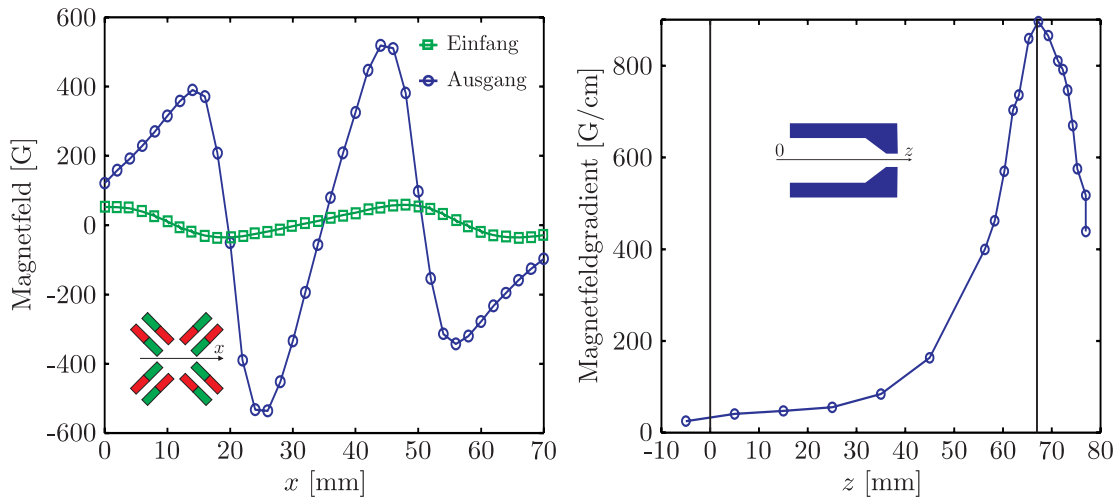 600
400
200
0
-200
-400
-600
Magnetfeld [G]
Einfang
Ausgang
x
0 10 20 30 40 50 60 70
x [mm]
800
600
400
200
0
Magnetfeldgradient [G/cm]
0 z
-10 0 10 20 30 40 50 60 70 80
z [mm]